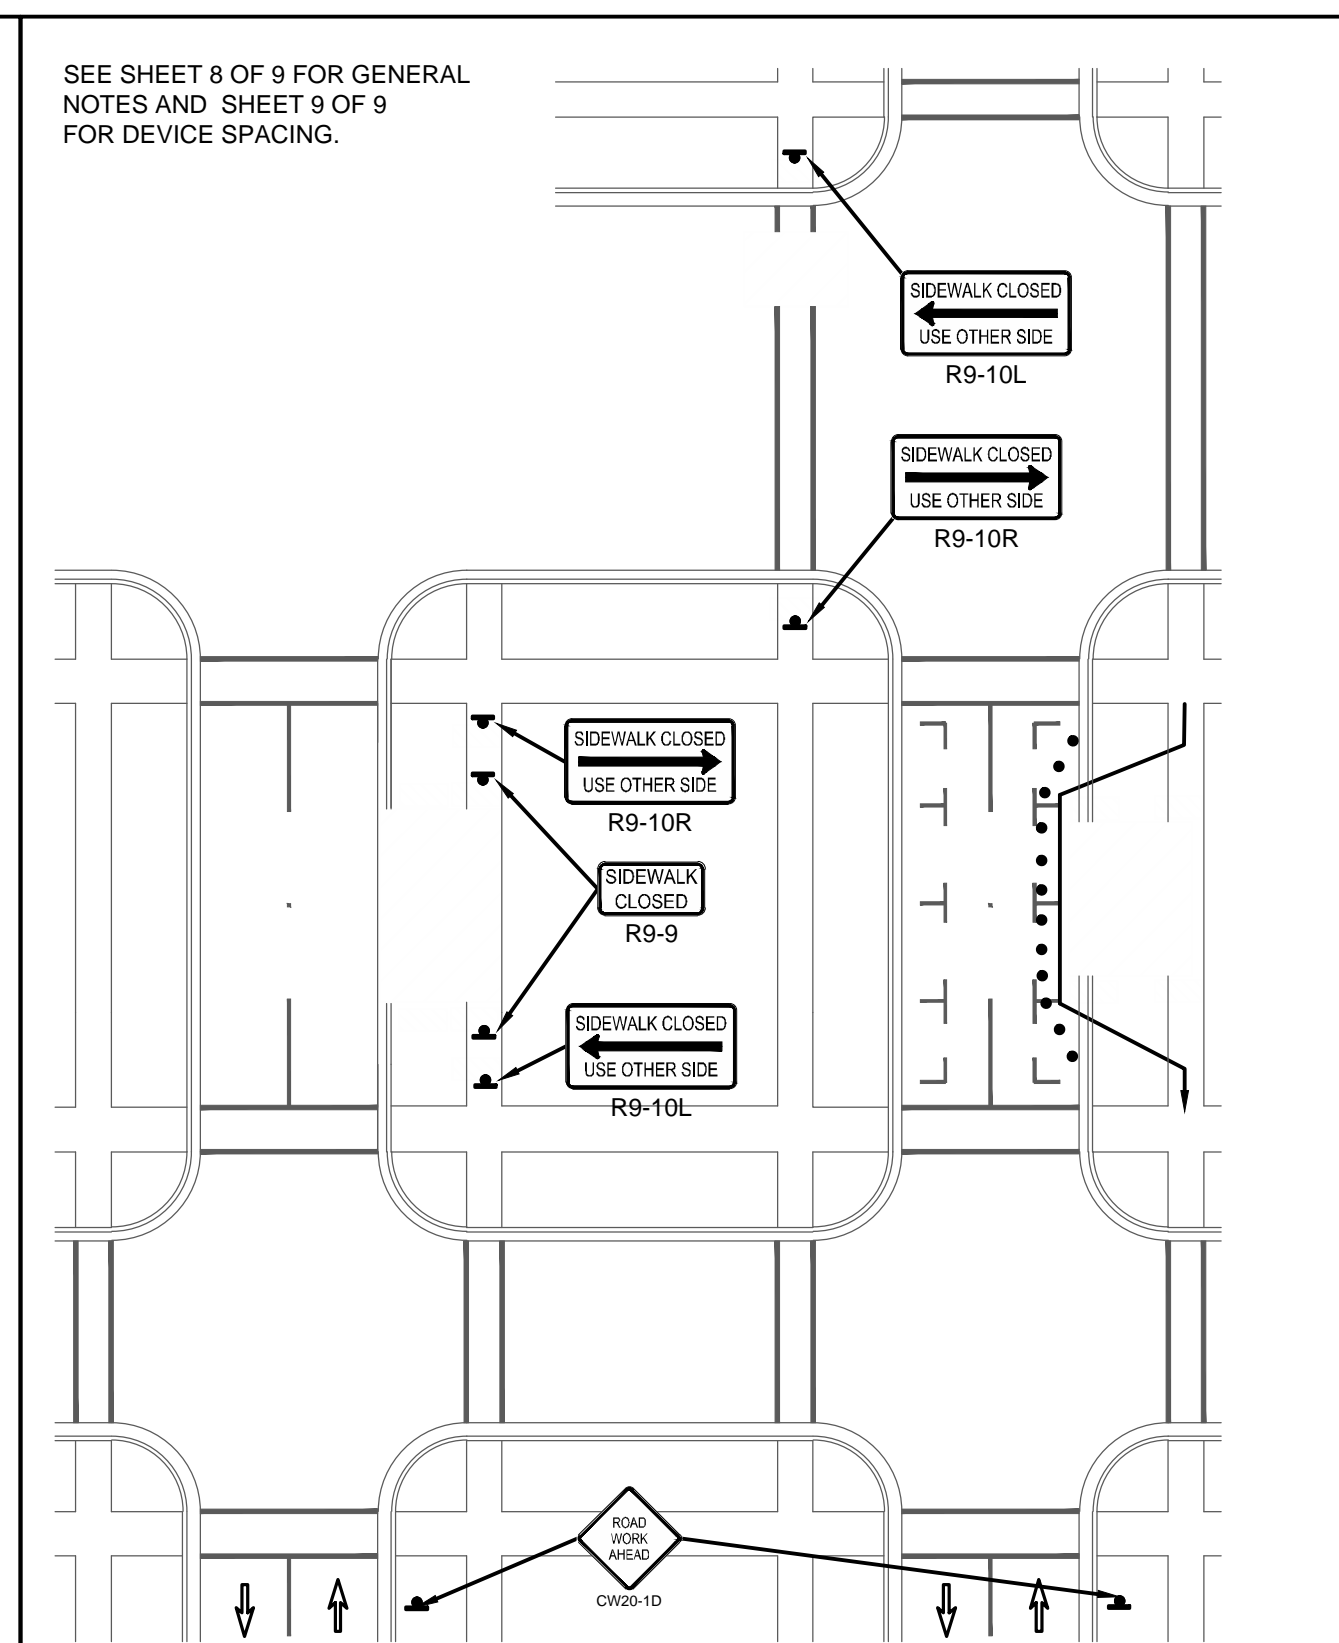 SEE SHEET 8 OF 9 FOR GENERAL
NOTES AND SHEET 9 OF 9
FOR DEVICE SPACING.
SIDEWALK CLOSED
USE OTHER SIDE
R9-10L
SIDEWALK CLOSED
USE OTHER SIDE
R9-10R
SIDEWALK CLOSED
USE OTHER SIDE
R9-10R
SIDEWALK
CLOSED
R9-9
SIDEWALK CLOSED
USE OTHER SIDE
R9-10L
ROAD
WORK
AHEAD
CW20-1D